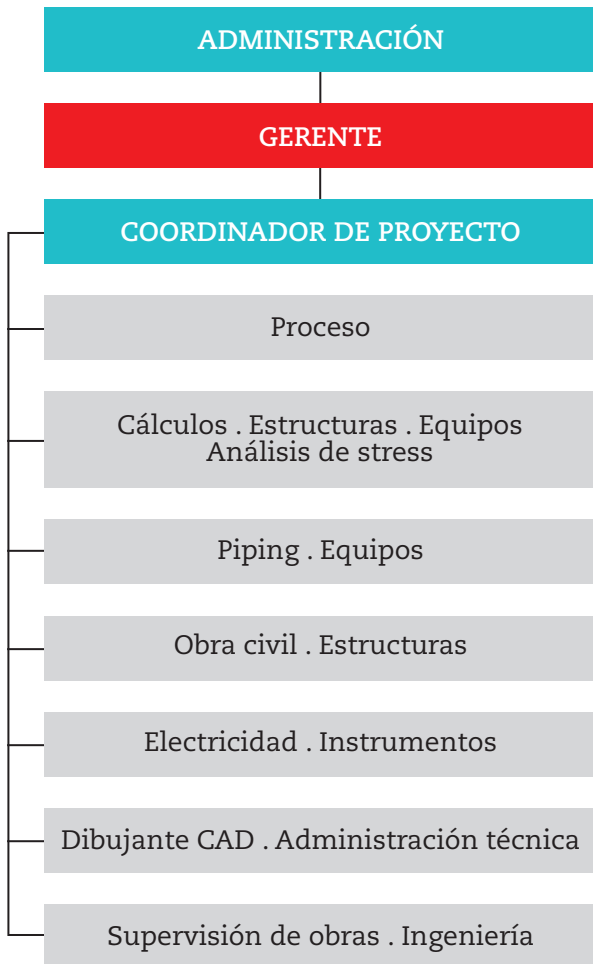 ADMINISTRACIÓN
GERENTE
COORDINADOR DE PROYECTO
Proceso
Cálculos . Estructuras . Equipos
Análisis de stress
Piping . Equipos
Obra civil . Estructuras
Electricidad . Instrumentos
Dibujante CAD . Administración técnica
Supervisión de obras . Ingeniería